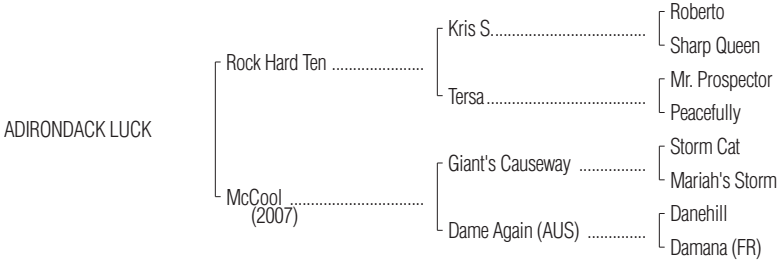 Roberto
Kris S.......................................
Sharp Queen
Rock Hard Ten .......................
Mr. Prospector
Tersa........................................
Peacefully
ADIRONDACK LUCK
Storm Cat
Giant's Causeway .................
Mariah's Storm
McCool ..................................
(2007)
Danehill
Dame Again (AUS) ...............
Damana (FR)